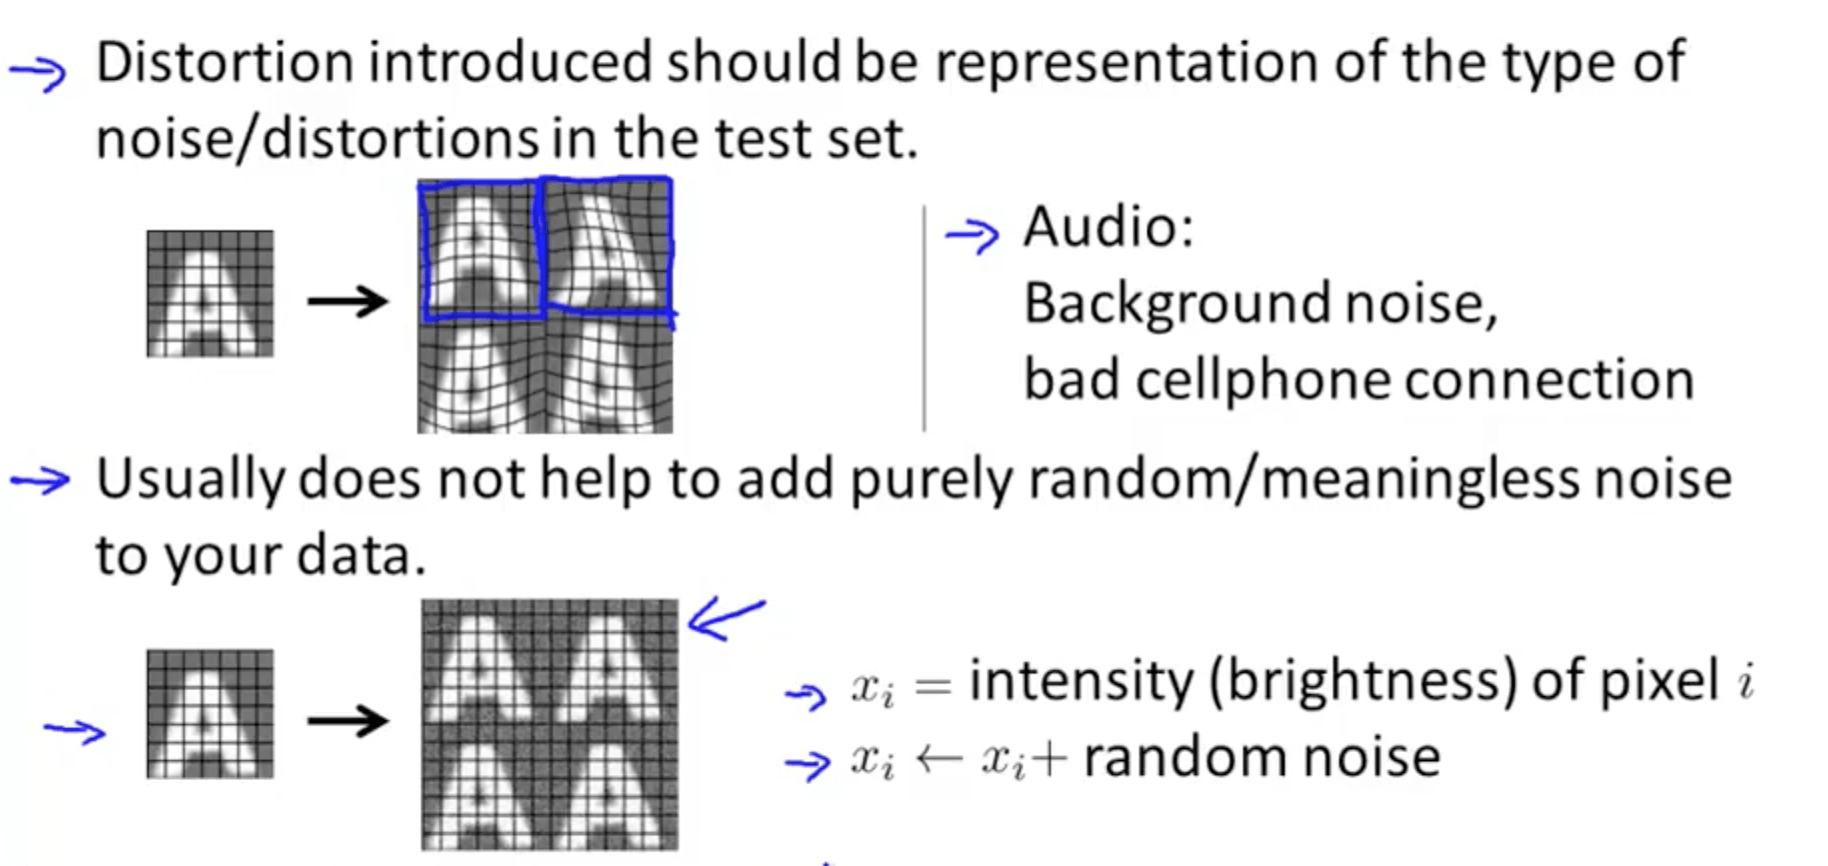 Distortion introduced should be representation of the type of
noise/distortions in the test set.
Audio:
Background noise,
bad cellphone connection
Usually does not help to add purely random/meaningless noise
to your data.
x_i = intensity (brightness) of pixel i
x_i ← x_i + random noise